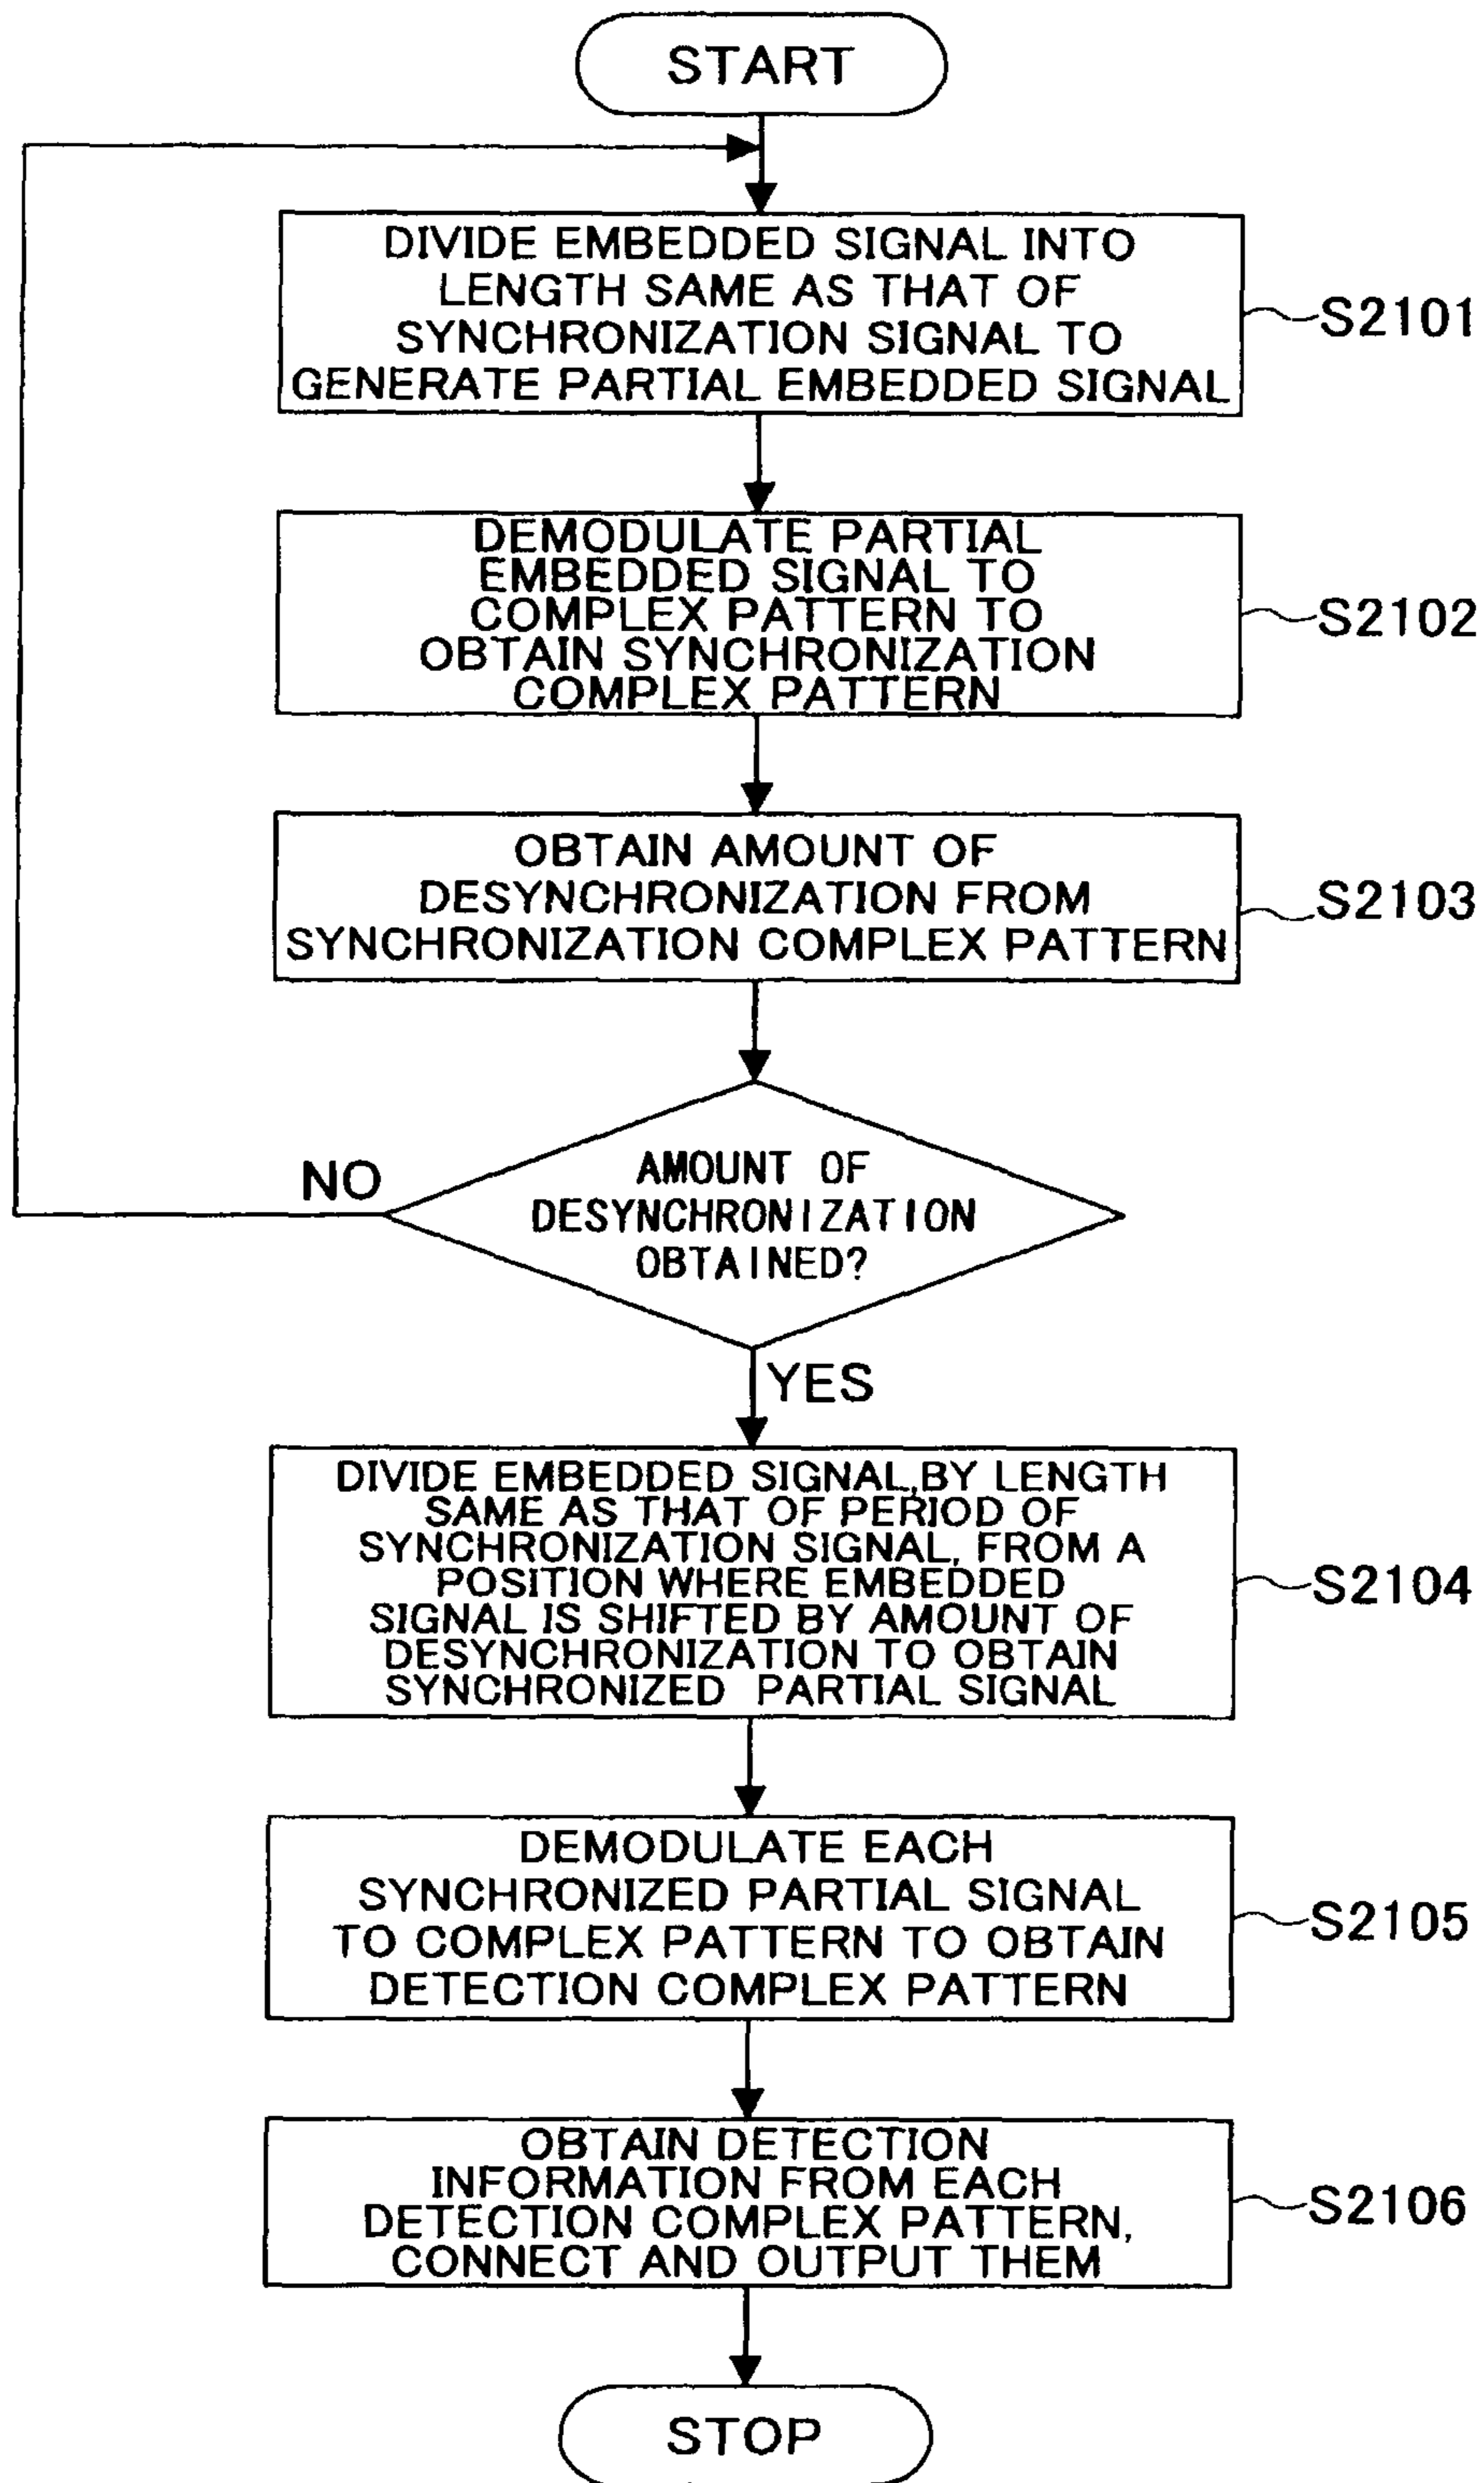 START
DIVIDE EMBEDDED SIGNAL INTO
LENGTH SAME AS THAT OF
SYNCHRONIZATION SIGNAL TO
GENERATE PARTIAL EMBEDDED SIGNAL
S2101
DEMODULATE PARTIAL
EMBEDDED SIGNAL TO
COMPLEX PATTERN TO
OBTAIN SYNCHRONIZATION
COMPLEX PATTERN
S2102
OBTAIN AMOUNT OF
DESYNCHRONIZATION FROM
SYNCHRONIZATION COMPLEX PATTERN
S2103
NO
AMOUNT OF
DESYNCHRONIZATION
OBTAINED?
YES
DIVIDE EMBEDDED SIGNAL,BY LENGTH
SAME AS THAT OF PERIOD OF
SYNCHRONIZATION SIGNAL, FROM A
POSITION WHERE EMBEDDED
SIGNAL IS SHIFTED BY AMOUNT OF
DESYNCHRONIZATION TO OBTAIN
SYNCHRONIZED PARTIAL SIGNAL
S2104
DEMODULATE EACH
SYNCHRONIZED PARTIAL SIGNAL
TO COMPLEX PATTERN TO OBTAIN
DETECTION COMPLEX PATTERN
S2105
OBTAIN DETECTION
INFORMATION FROM EACH
DETECTION COMPLEX PATTERN,
CONNECT AND OUTPUT THEM
S2106
STOP